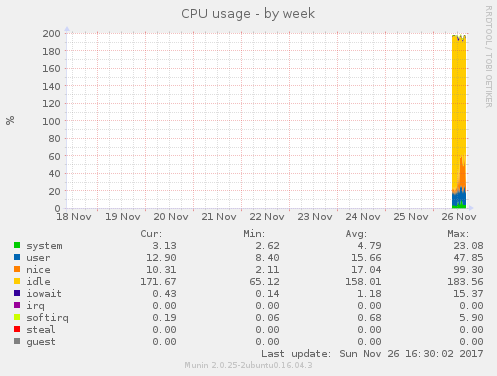 CPU usage - by week
RRDTOOL / TOBI OETIKER
%
200
180
160
140
120
100
80
60
40
20
0
18 Nov 19 Nov 20 Nov 21 Nov 22 Nov 23 Nov 24 Nov 25 Nov 26 Nov
Cur: Min: Avg: Max:
system 3.13 2.62 4.79 23.08
user 12.90 8.40 15.66 47.85
nice 10.31 2.11 17.04 99.30
idle 171.67 65.12 158.01 183.56
iowait 0.43 0.14 1.18 15.37
irq 0.00 0.00 0.00 0.00
softirq 0.19 0.06 0.68 5.90
steal 0.00 0.00 0.00 0.00
guest 0.00 0.00 0.00 0.00
Last update: Sun Nov 26 16:30:02 2017
Munin 2.0.25-2ubuntu0.16.04.3